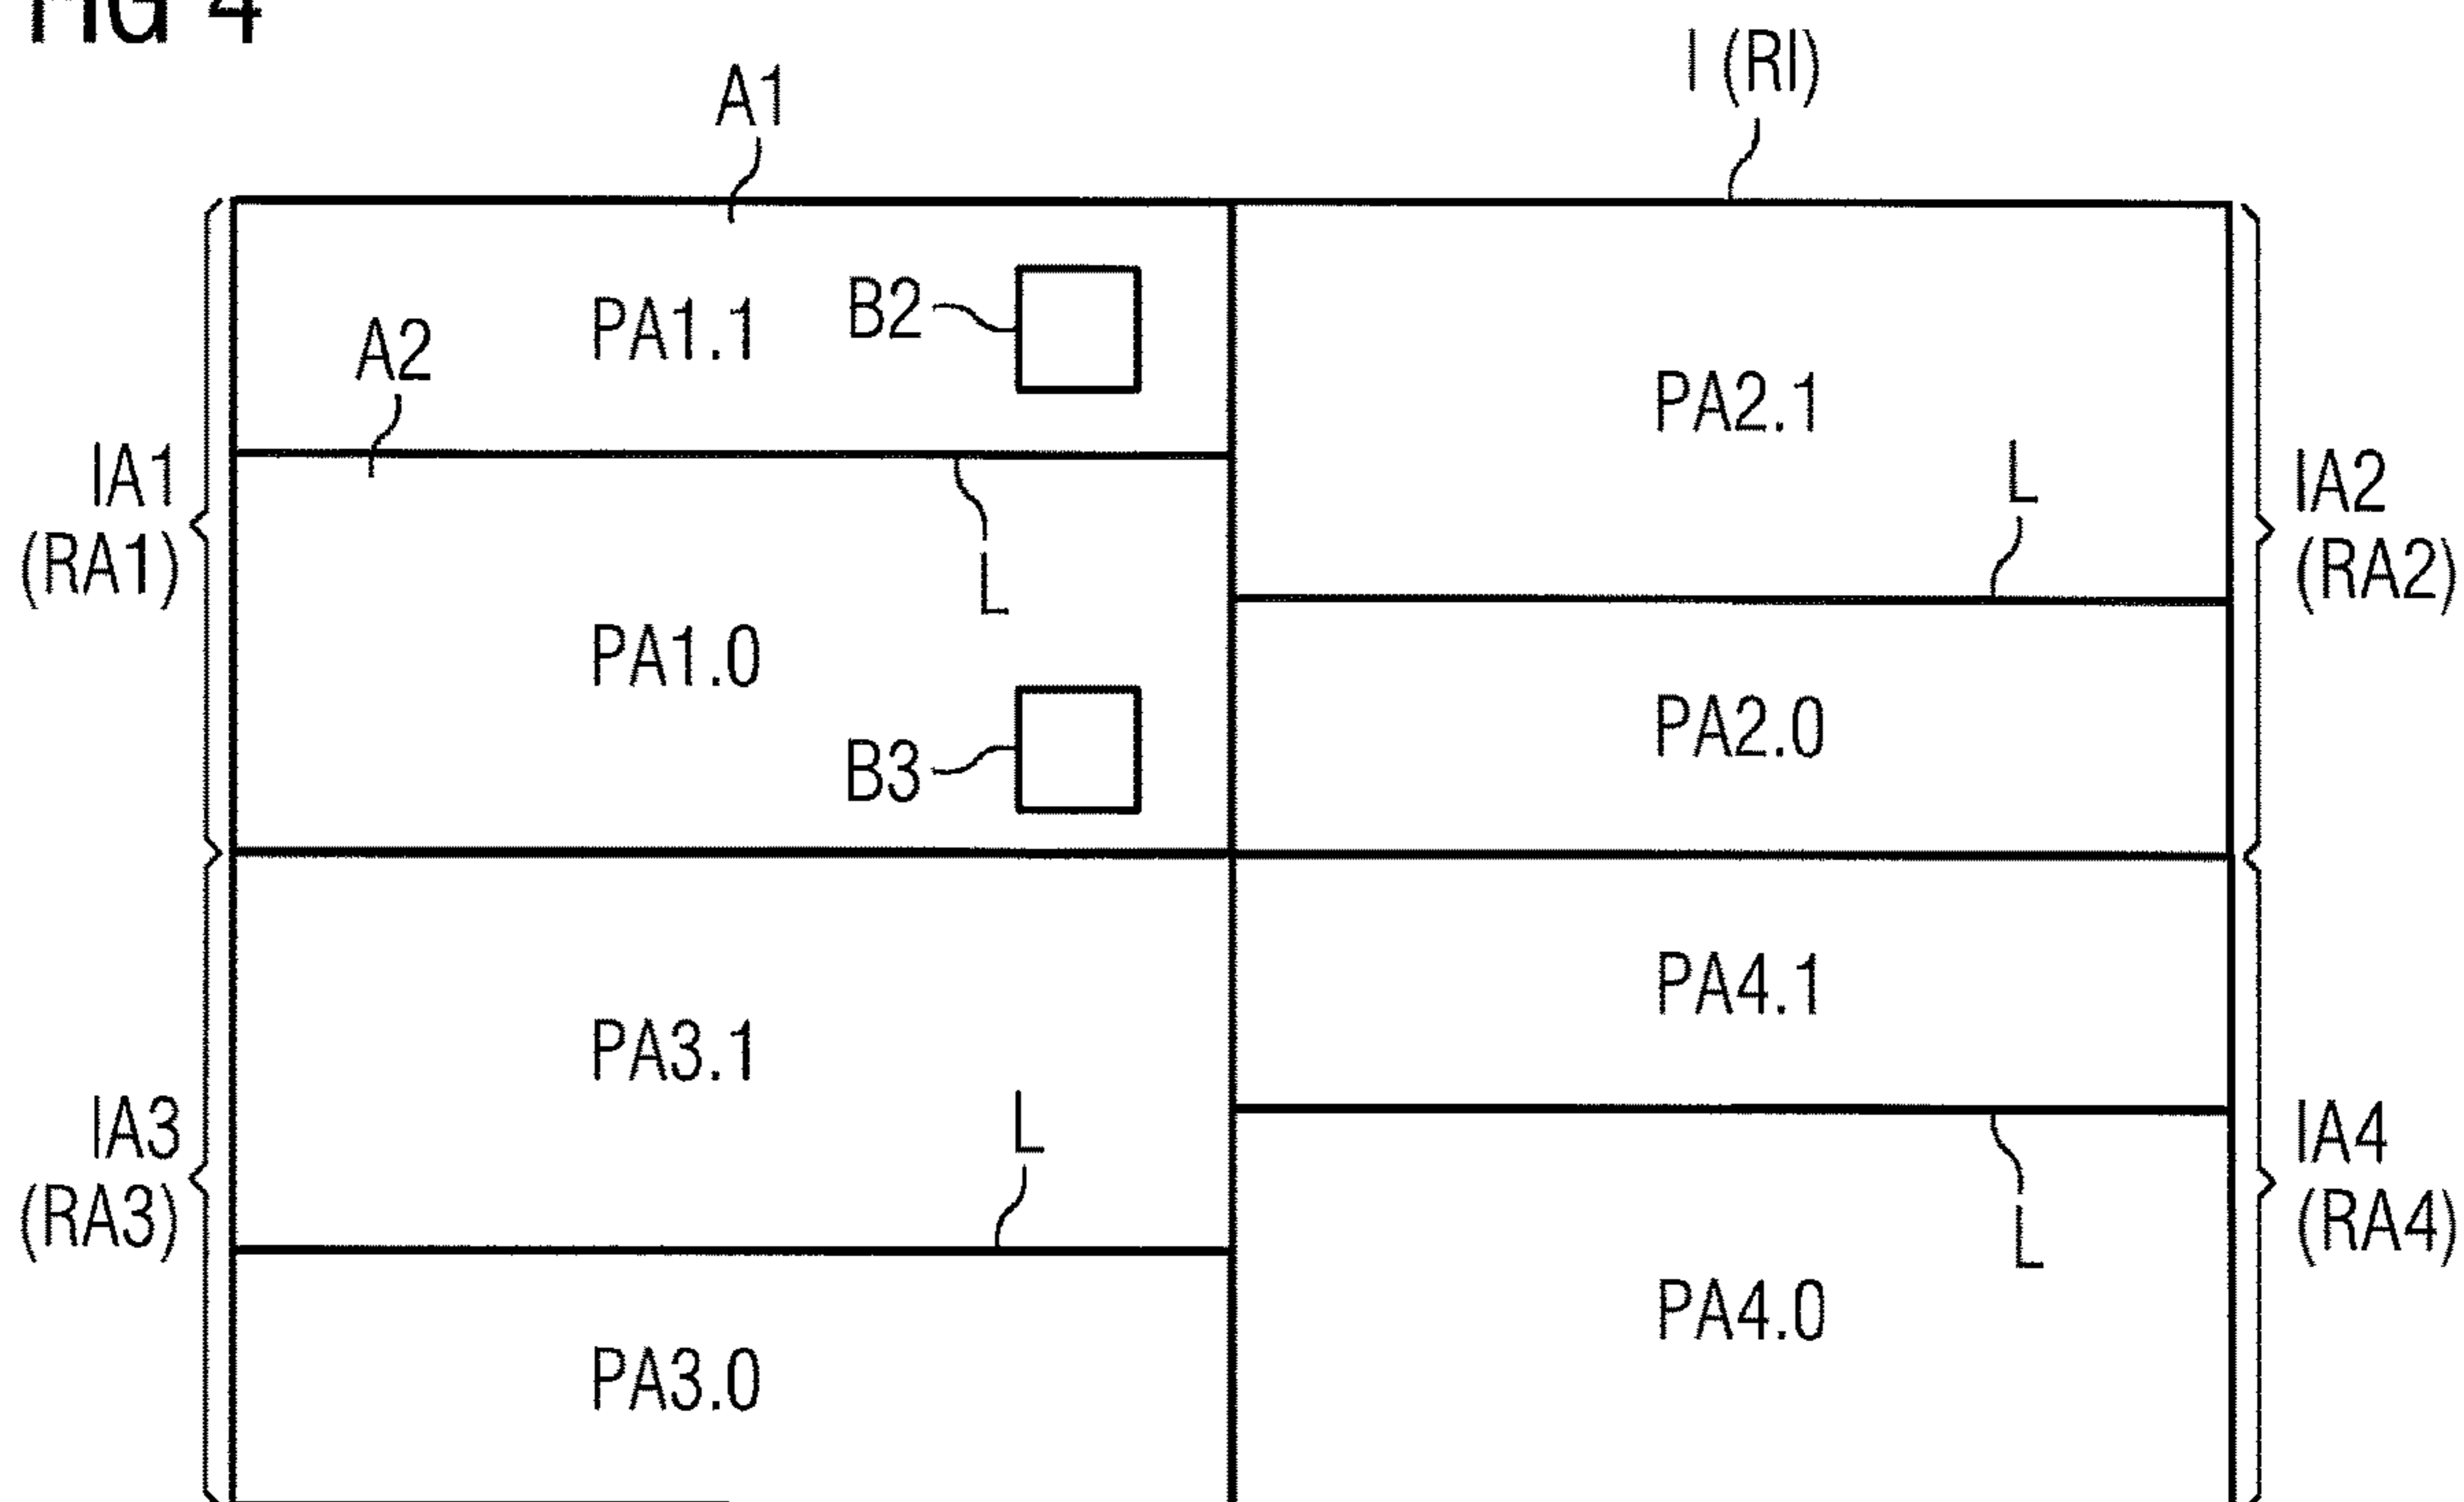 FIG 4
I (RI)
A1
PA1.1
B2
A2
PA2.1
IA1
(RA1)
L
L
IA2
(RA2)
PA1.0
PA2.0
B3
PA4.1
PA3.1
IA3
(RA3)
L
L
IA4
(RA4)
PA4.0
PA3.0